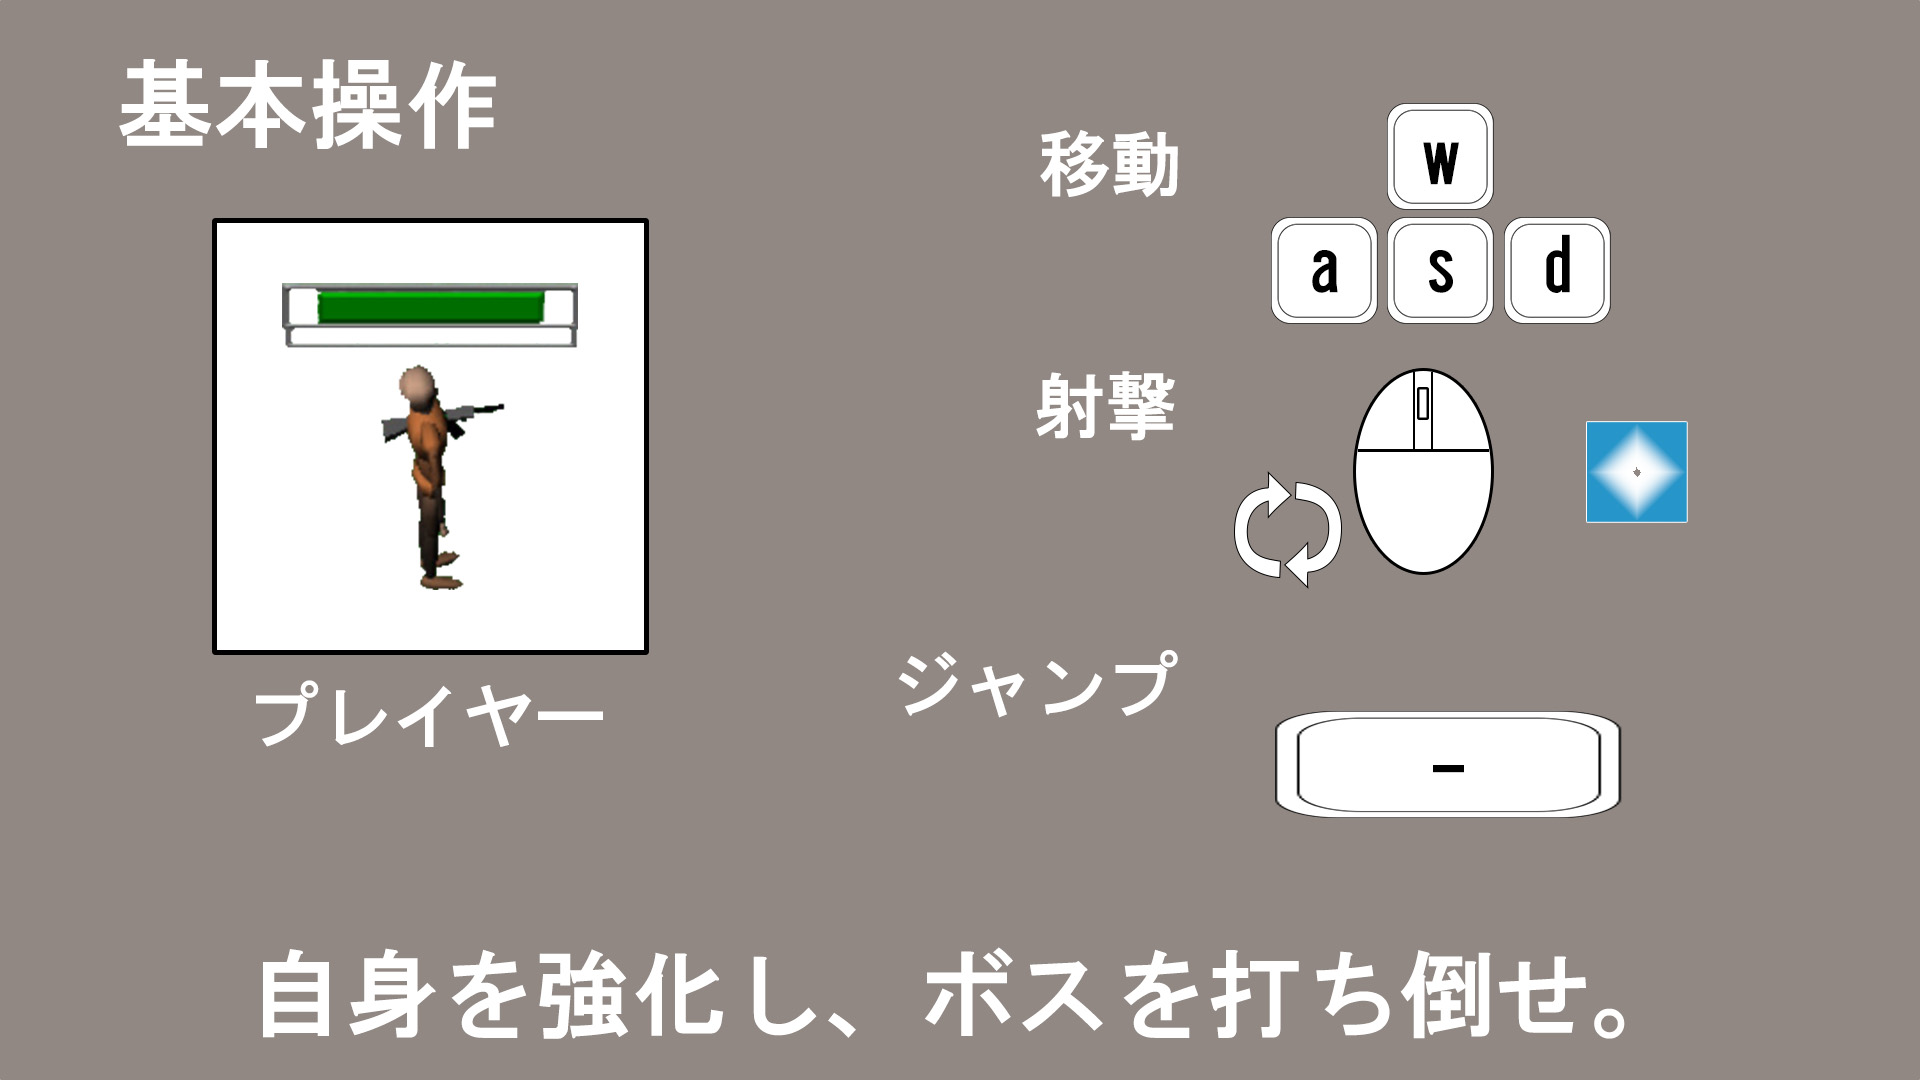 基本操作
移動
w
a s d
射撃
プレイヤー
ジャンプ
-
自身を強化し、ボスを打ち倒せ。